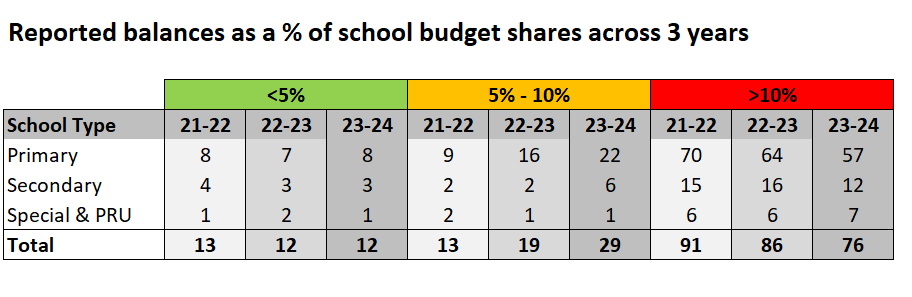 Reported balances as a % of school budget shares across 3 years
<5% 5% - 10% >10%
School Type 21-22 22-23 23-24 21-22 22-23 23-24 21-22 22-23 23-24
Primary 8 7 8 9 16 22 70 64 57
Secondary 4 3 3 2 2 6 15 16 12
Special & PRU 1 2 1 2 1 1 6 6 7
Total 13 12 12 13 19 29 91 86 76